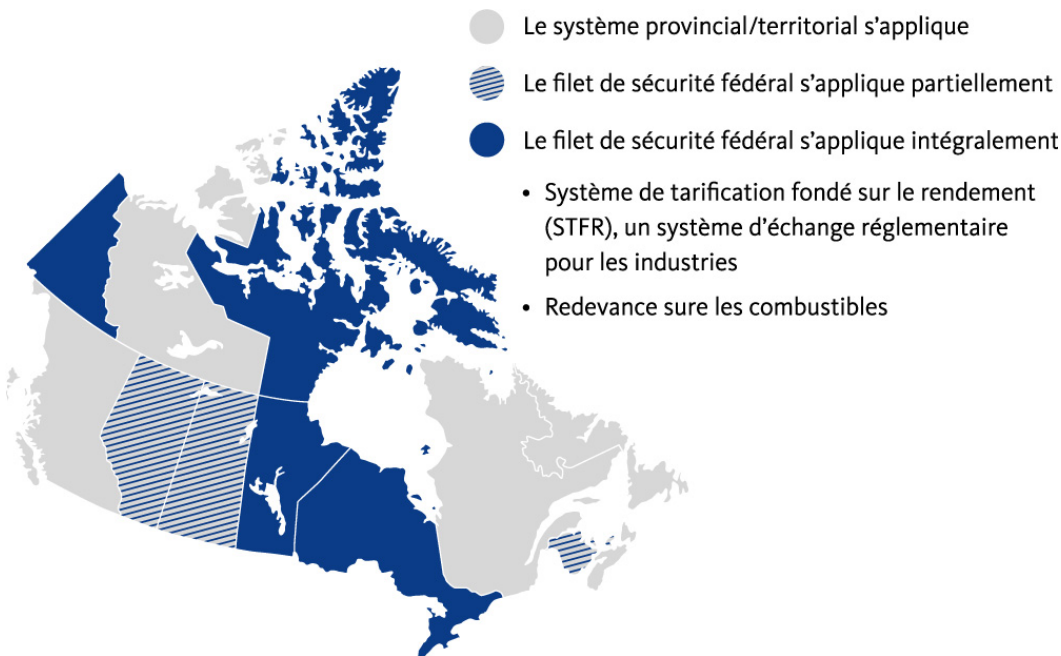 Le système provincial/territorial s'applique
Le filet de sécurité fédéral s'applique partiellement
Le filet de sécurité fédéral s'applique intégralement
• Système de tarification fondé sur le rendement
(STFR), un système d'échange réglementaire
pour les industries
• Redevance sure les combustibles